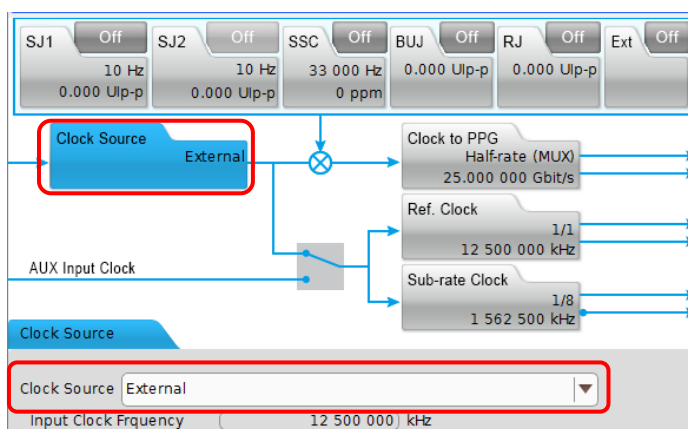 SJ1 Off SJ2 Off SSC Off BUJ Off RJ Off Ext Off
10 Hz 10 Hz 33 000 Hz 0.000 UIp-p 0.000 UIp-p
0.000 UIp-p 0.000 UIp-p 0 ppm
Clock Source
External
Clock to PPG
Half-rate (MUX)
25.000 000 Gbit/s
Ref. Clock
1/1
12 500 000 kHz
AUX Input Clock
Sub-rate Clock
1/8
1 562 500 kHz
Clock Source
Clock Source External
Input Clock Frquency 12 500 000 kHz